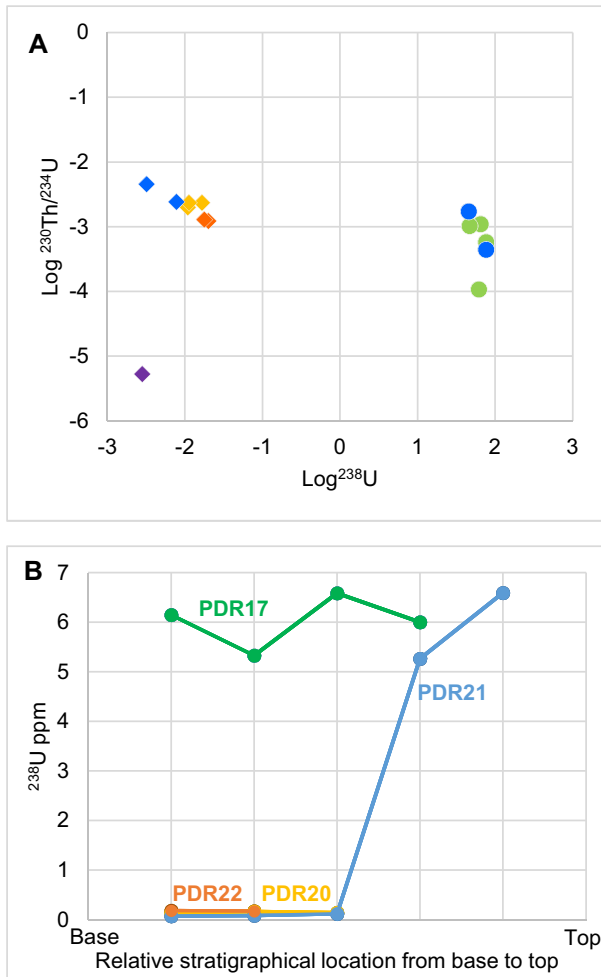 A
0
-1
-2
-3
-4
-5
-6
Log ²³⁰Th/²³⁴U
-3 -2 -1 0 1 2 3
Log²³⁸U
B
7
6
5
4
3
2
1
0
²³⁸U ppm
PDR17
PDR21
PDR22 PDR20
Base Top
Relative stratigraphical location from base to top